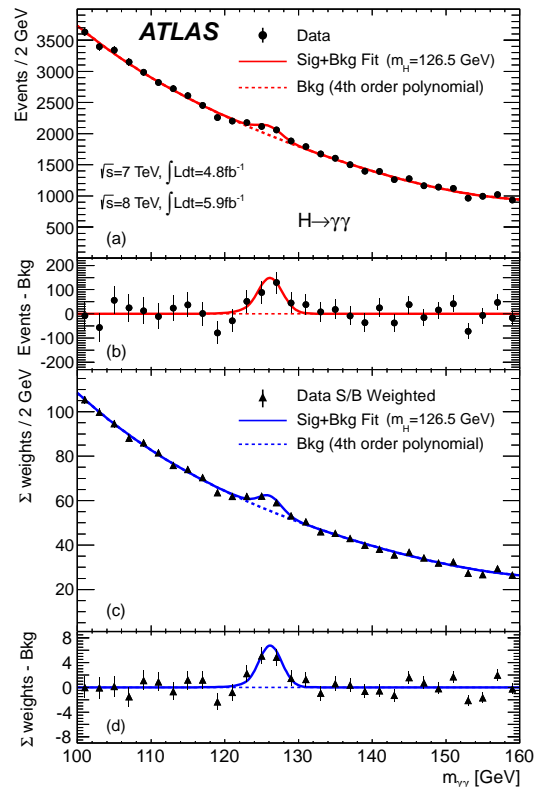 ATLAS
Data
Sig+Bkg Fit (m_H=126.5 GeV)
Bkg (4th order polynomial)
Events / 2 GeV
3500
3000
2500
2000
1500
1000
500
√s=7 TeV, ∫Ldt=4.8fb⁻¹
√s=8 TeV, ∫Ldt=5.9fb⁻¹
H→γγ
(a)
Events - Bkg
200
100
0
-100
-200
(b)
Σ weights / 2 GeV
100
80
60
40
20
Data S/B Weighted
Sig+Bkg Fit (m_H=126.5 GeV)
Bkg (4th order polynomial)
(c)
Σ weights - Bkg
8
4
0
-4
-8
(d)
100 110 120 130 140 150 160
m_γγ [GeV]